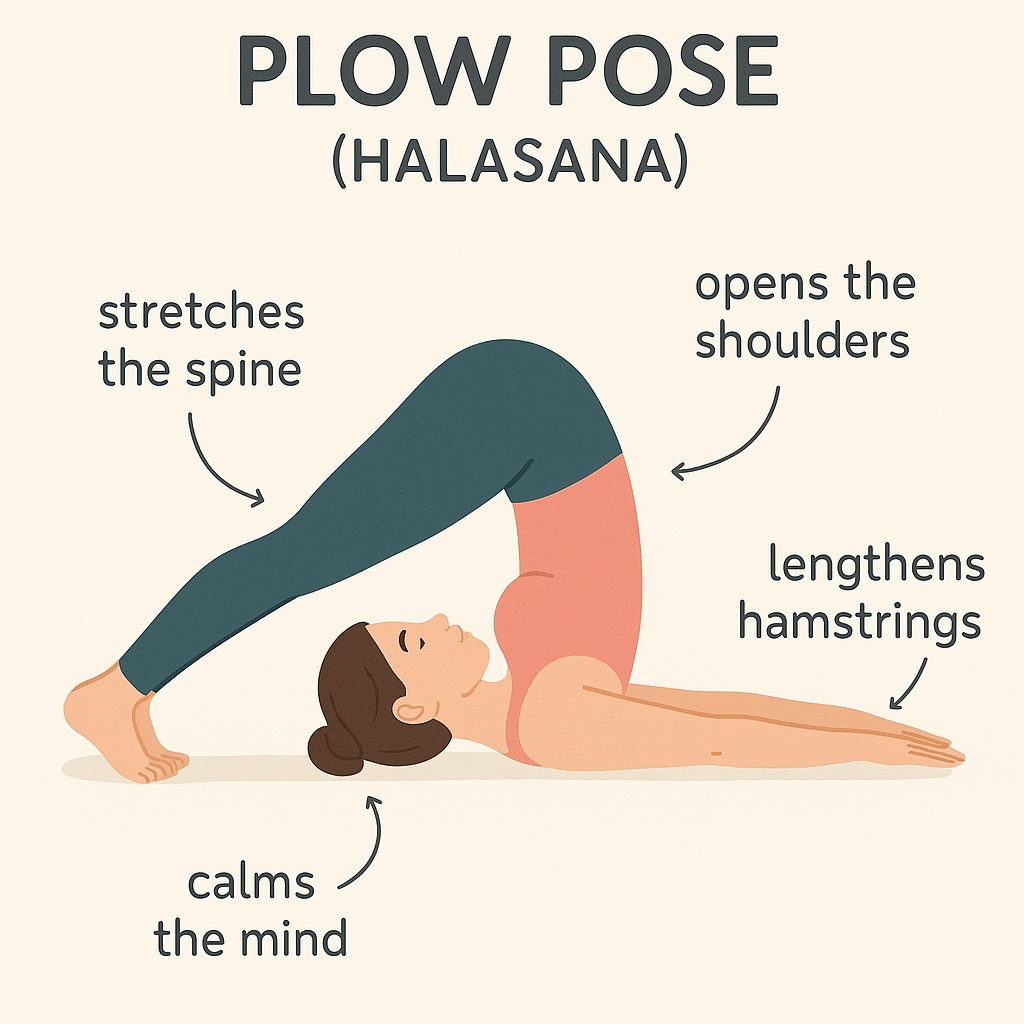 PLOW POSE
(HALASANA)
stretches
the spine
opens the
shoulders
lengthens
hamstrings
calms
the mind